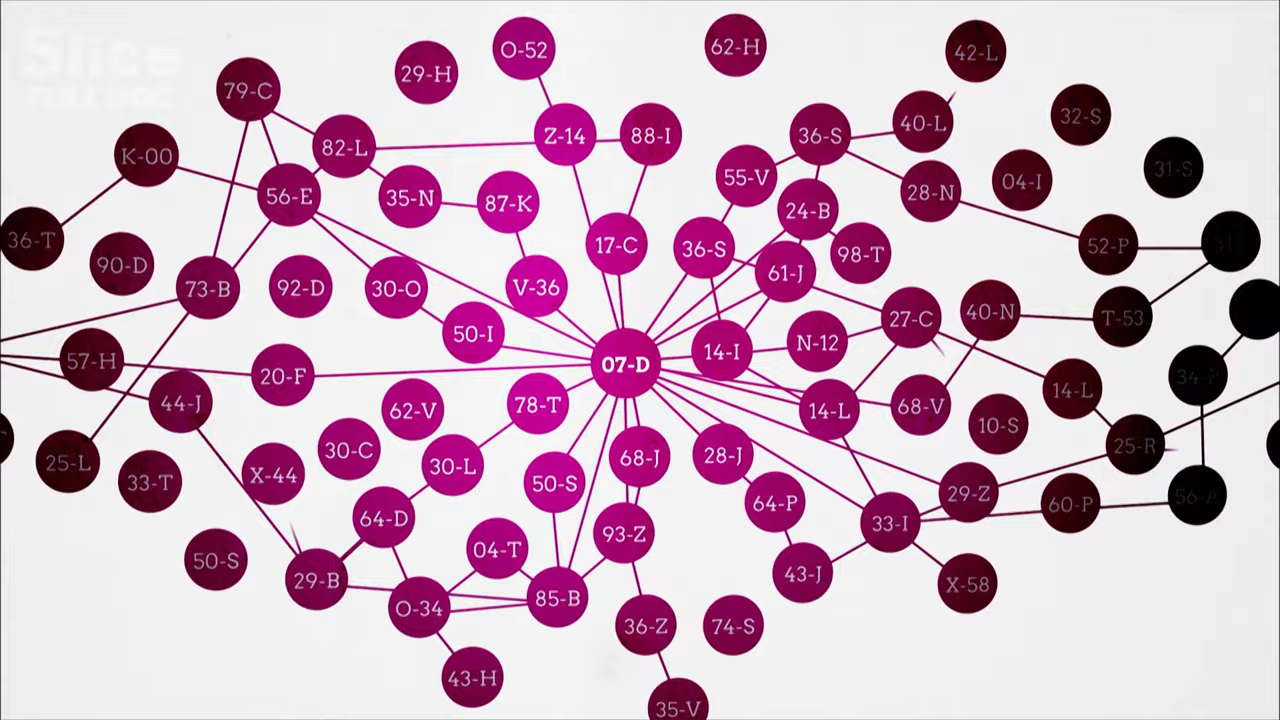 Slice
FULL DOC
O-52
62-H
42-L
29-H
79-C
32-S
40-L
Z-14
88-I
36-S
82-L
K-00
31-S
55-V
04-I
28-N
56-E
35-N
87-K
24-B
36-T
17-C
36-S
98-T
52-P
90-D
61-J
73-B
92-D
30-O
V-36
40-N
27-C
T-53
50-I
N-12
14-I
57-H
07-D
20-F
14-L
44-J
78-T
62-V
14-L
68-V
10-S
30-C
25-R
28-J
68-J
25-L
30-L
X-44
33-T
50-S
29-Z
64-P
60-P
64-D
33-I
93-Z
04-T
50-S
43-J
29-B
X-58
85-B
O-34
36-Z
74-S
43-H
35-V